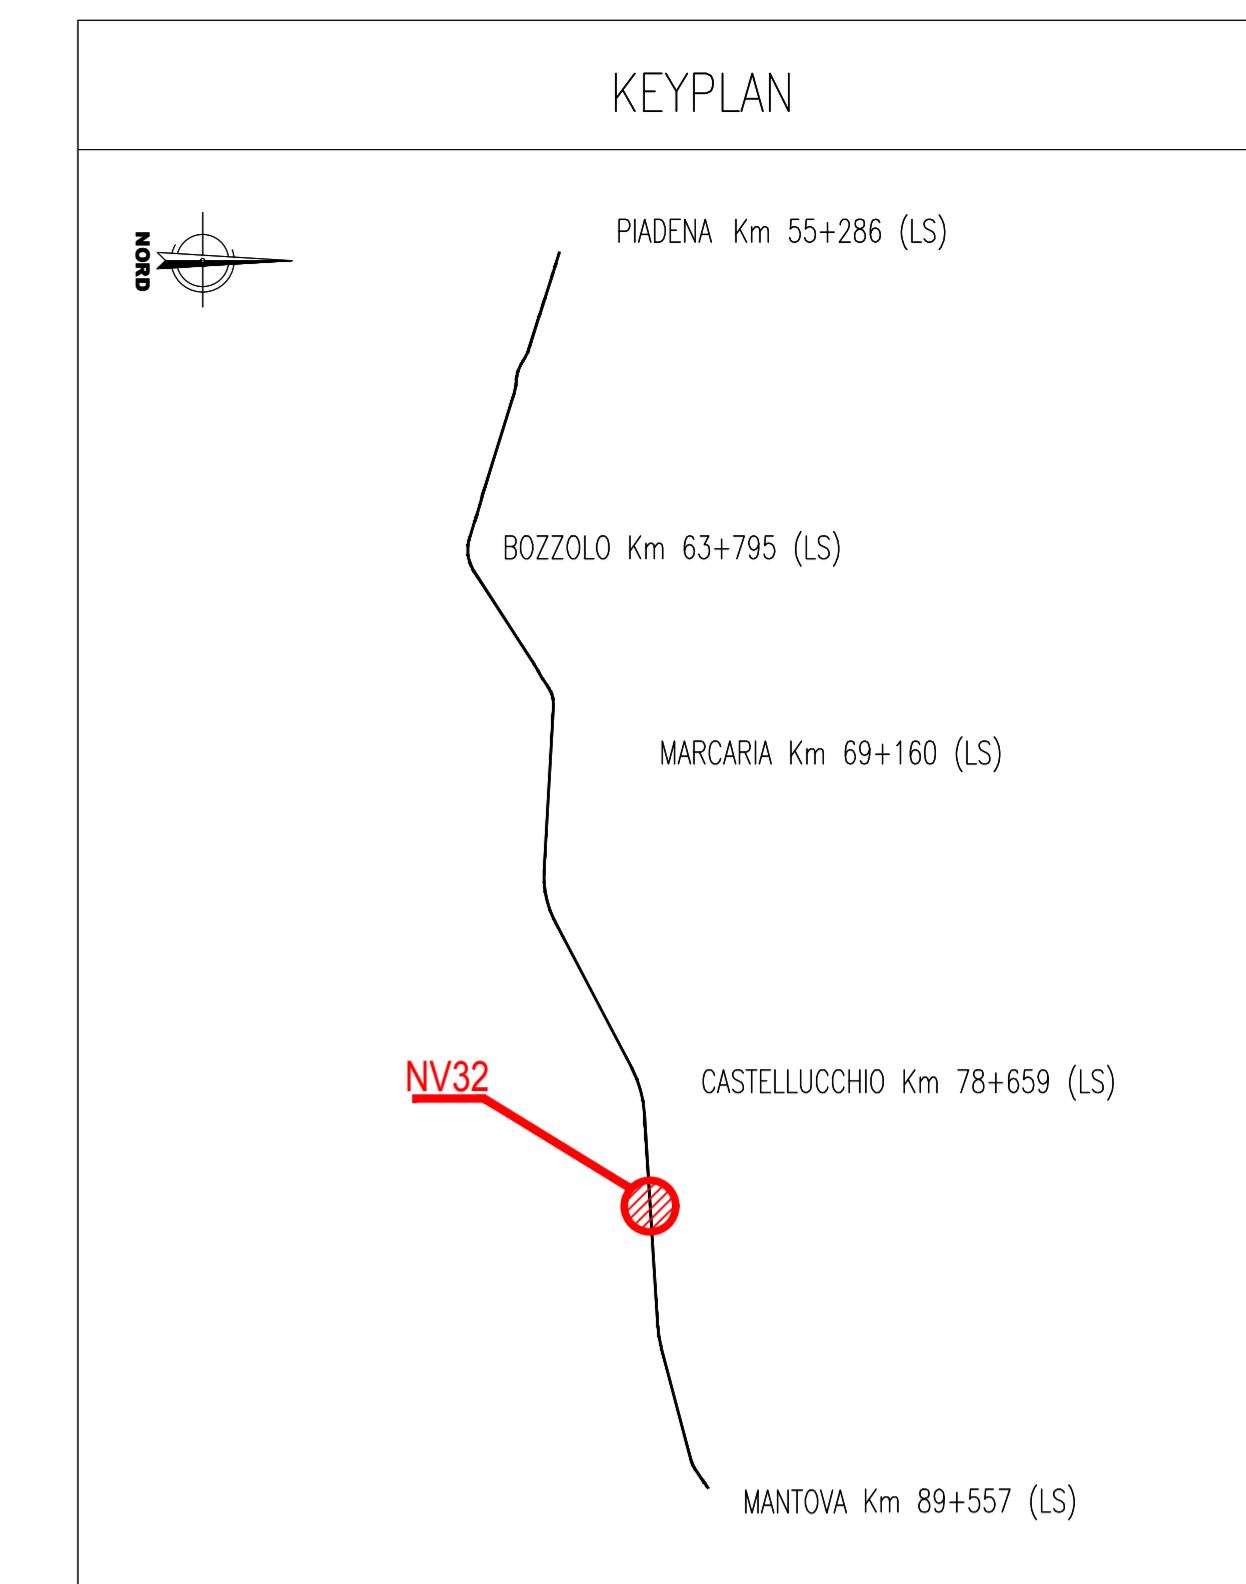 KEYPLAN
NORD
PIADENA Km 55+286 (LS)
BOZZOLO Km 63+795 (LS)
MARCARIA Km 69+160 (LS)
NV32
CASTELLUCCHIO Km 78+659 (LS)
MANTOVA Km 89+557 (LS)